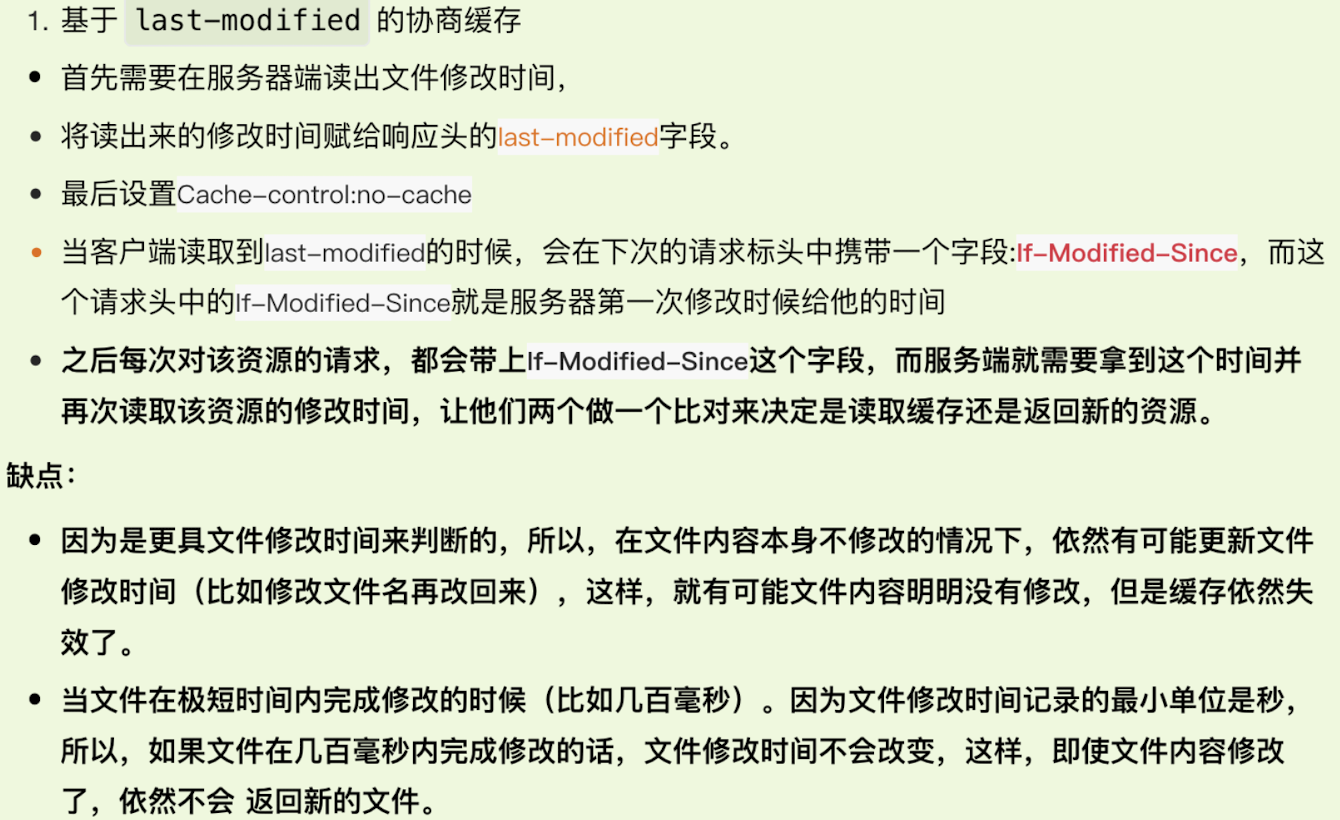 1. 基于 last-modified 的协商缓存
• 首先需要在服务器端读出文件修改时间，
• 将读出来的修改时间赋给响应头的last-modified字段。
• 最后设置Cache-control:no-cache
• 当客户端读取到last-modified的时候，会在下次的请求标头中携带一个字段:If-Modified-Since，而这
个请求头中的If-Modified-Since就是服务器第一次修改时候给他的时间
• 之后每次对该资源的请求，都会带上If-Modified-Since这个字段，而服务端就需要拿到这个时间并
再次读取该资源的修改时间，让他们两个做一个比对来决定是读取缓存还是返回新的资源。
缺点：
• 因为是更具文件修改时间来判断的，所以，在文件内容本身不修改的情况下，依然有可能更新文件
修改时间（比如修改文件名再改回来），这样，就有可能文件内容明明没有修改，但是缓存依然失
效了。
• 当文件在极短时间内完成修改的时候（比如几百毫秒）。因为文件修改时间记录的最小单位是秒，
所以，如果文件在几百毫秒内完成修改的话，文件修改时间不会改变，这样，即使文件内容修改
了，依然不会 返回新的文件。